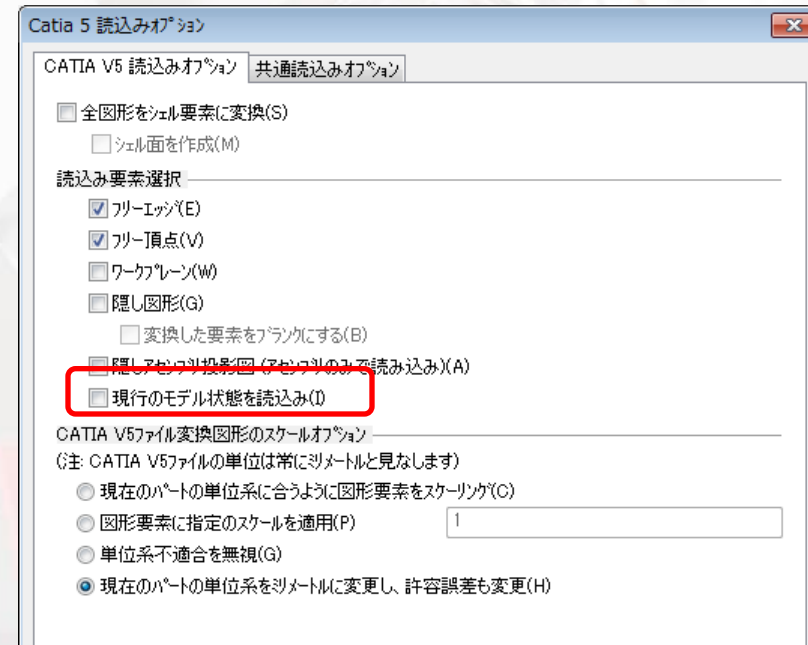 Catia 5 読込みｵﾌﾟｼｮﾝ
CATIA V5 読込みｵﾌﾟｼｮﾝ
共通読込みｵﾌﾟｼｮﾝ
全図形をｼｪﾙ要素に変換(S)
ｼｪﾙ面を作成(M)
読込み要素選択
ﾌﾘｰｴｯｼﾞ(E)
ﾌﾘｰ頂点(V)
ﾜｰｸﾌﾟﾚｰﾝ(W)
隠し図形(G)
変換した要素をﾌﾞﾗﾝｸにする(B)
隠しｱｾﾝﾌﾞﾘ投影図 (ｱｾﾝﾌﾞﾘのみで読み込み)(A)
現行のモデル状態を読込み(I)
CATIA V5ﾌｧｲﾙ変換図形のｽｹｰﾙｵﾌﾟｼｮﾝ
(注: CATIA V5ﾌｧｲﾙの単位は常にﾐﾘﾒｰﾄﾙと見なします)
現在のﾊﾟｰﾄの単位系に合うように図形要素をｽｹｰﾘﾝｸﾞ(C)
図形要素に指定のｽｹｰﾙを適用(P)
1
単位系不適合を無視(G)
現在のﾊﾟｰﾄの単位系をﾐﾘﾒｰﾄﾙに変更し、許容誤差も変更(H)